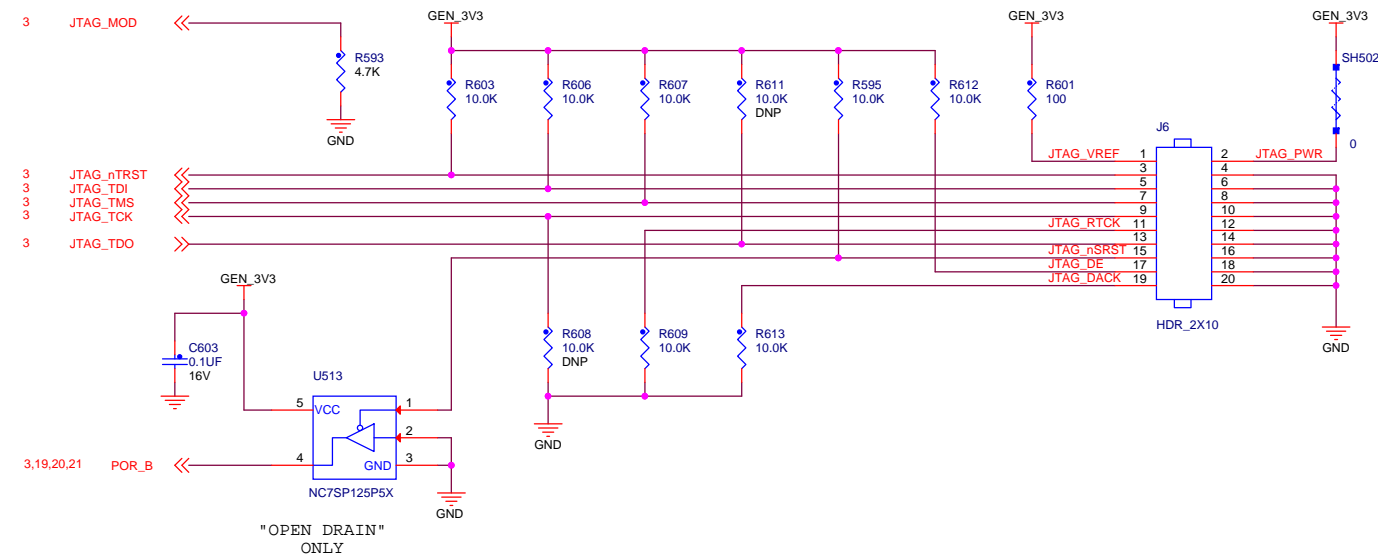 3 JTAG_MOD
GEN_3V3 GEN_3V3 GEN_3V3
R593
4.7K
GND
R603
10.0K
R606
10.0K
R607
10.0K
R611
10.0K
DNP
R595
10.0K
R612
10.0K
R601
100
SH502
0
J6
JTAG_VREF 1 2 JTAG_PWR
3 JTAG_nTRST 3 4
3 JTAG_TDI 5 6
3 JTAG_TMS 7 8
3 JTAG_TCK 9 10
JTAG_RTCK 11 12
3 JTAG_TDO 13 14
JTAG_nSRST 15 16
JTAG_DE 17 18
JTAG_DACK 19 20
HDR_2X10
GND
GEN_3V3
C603
0.1UF
16V
R608
10.0K
DNP
R609
10.0K
R613
10.0K
GND
U513
5 VCC 1
2
3,19,20,21 POR_B 4 GND 3
NC7SP125P5X
GND
"OPEN DRAIN"
ONLY